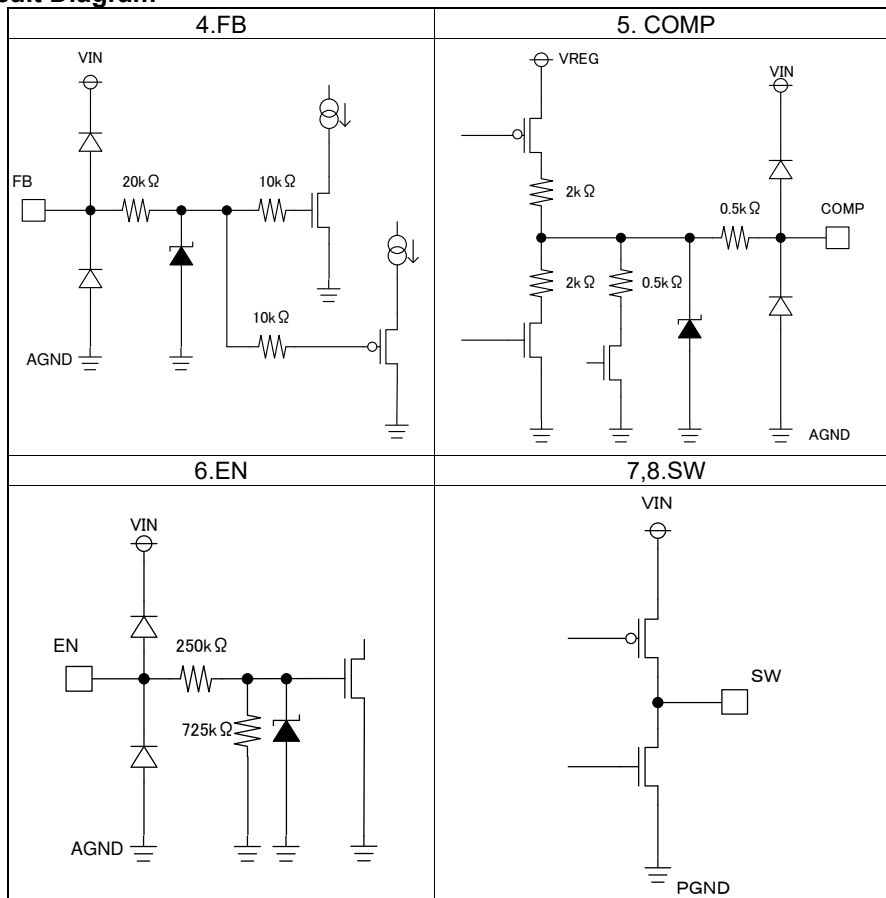 4.FB
VIN
FB
20kΩ
10kΩ
10kΩ
AGND
5. COMP
VREG
VIN
2kΩ
0.5kΩ
COMP
2kΩ
0.5kΩ
AGND
6.EN
VIN
EN
250kΩ
725kΩ
AGND
7,8.SW
VIN
SW
PGND